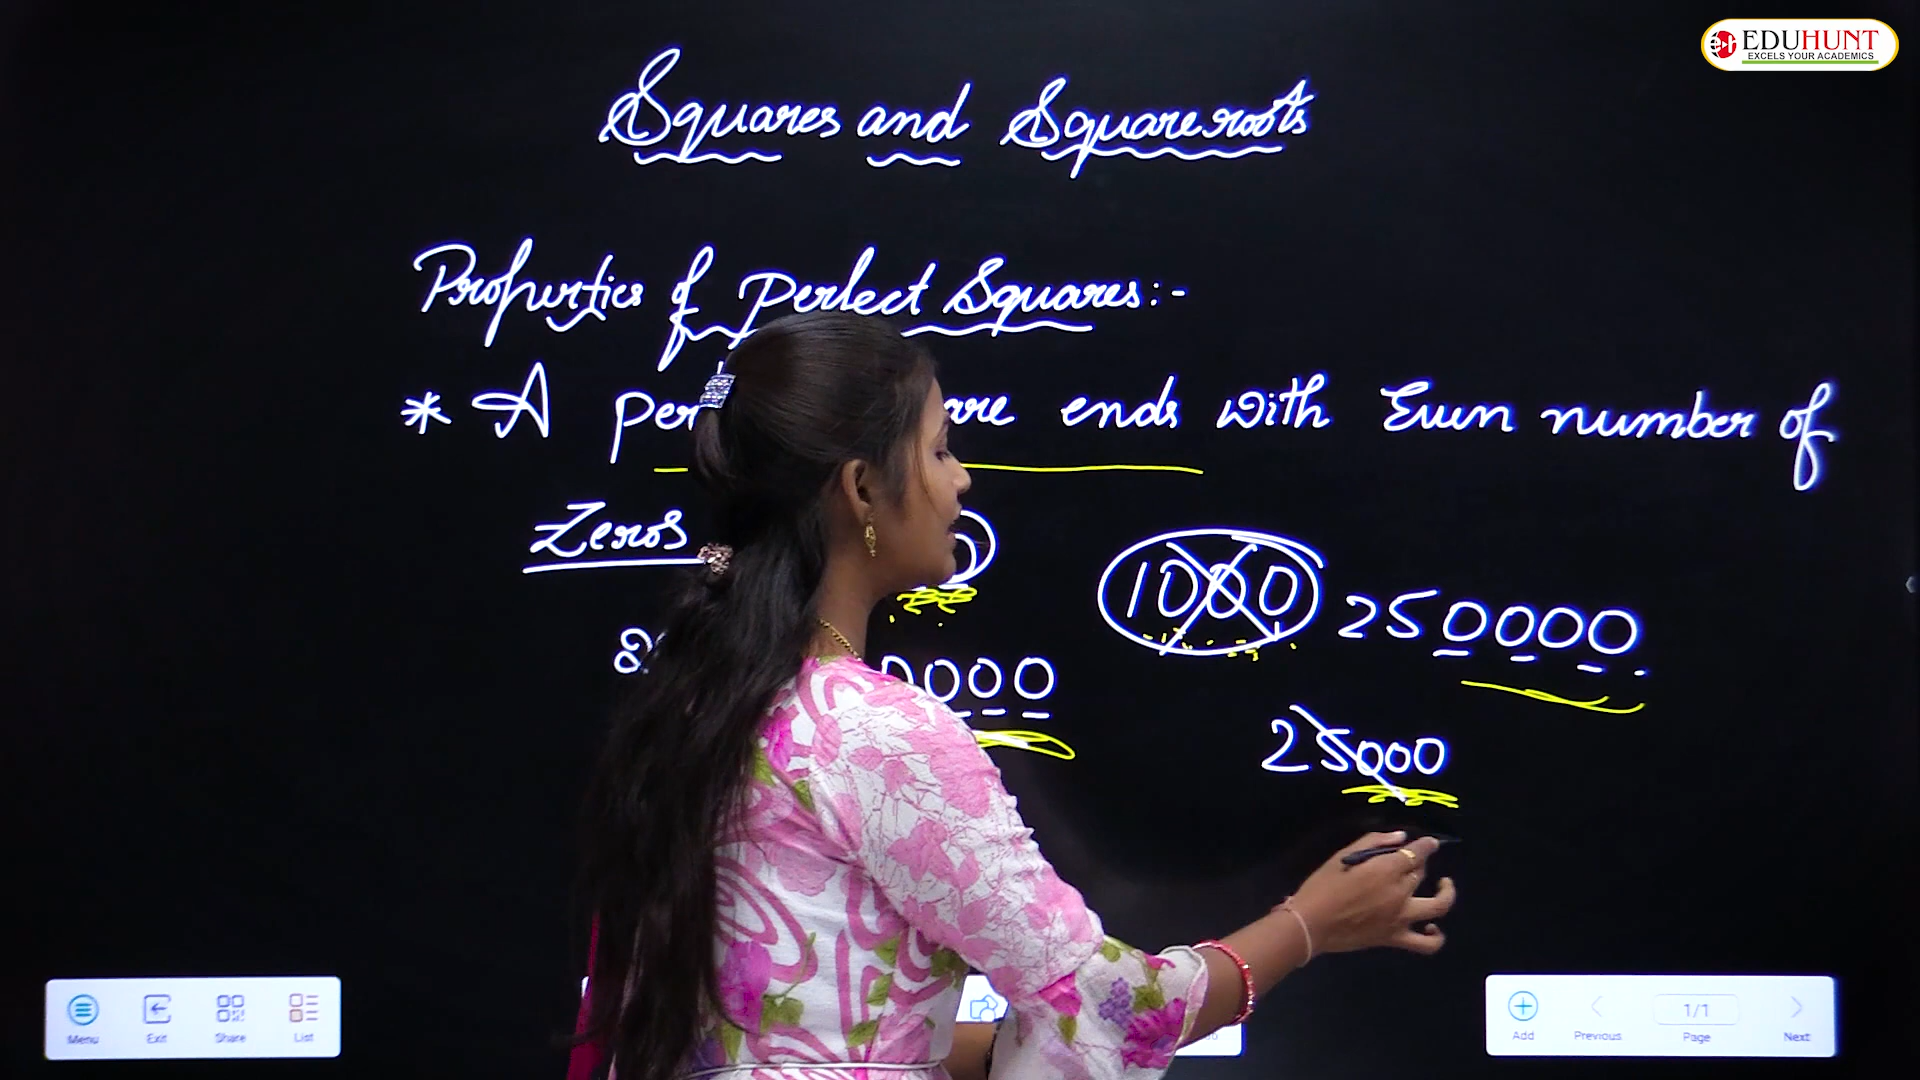 EDUHUNT
EXCELS YOUR ACADEMICS
Squares and Squareroots
Properties of perfect Squares:-
* A per are ends with Even number of
Zeros
1000
250000
0000
25000
Menu Exit Share List
Add Previous 1/1 Page Next